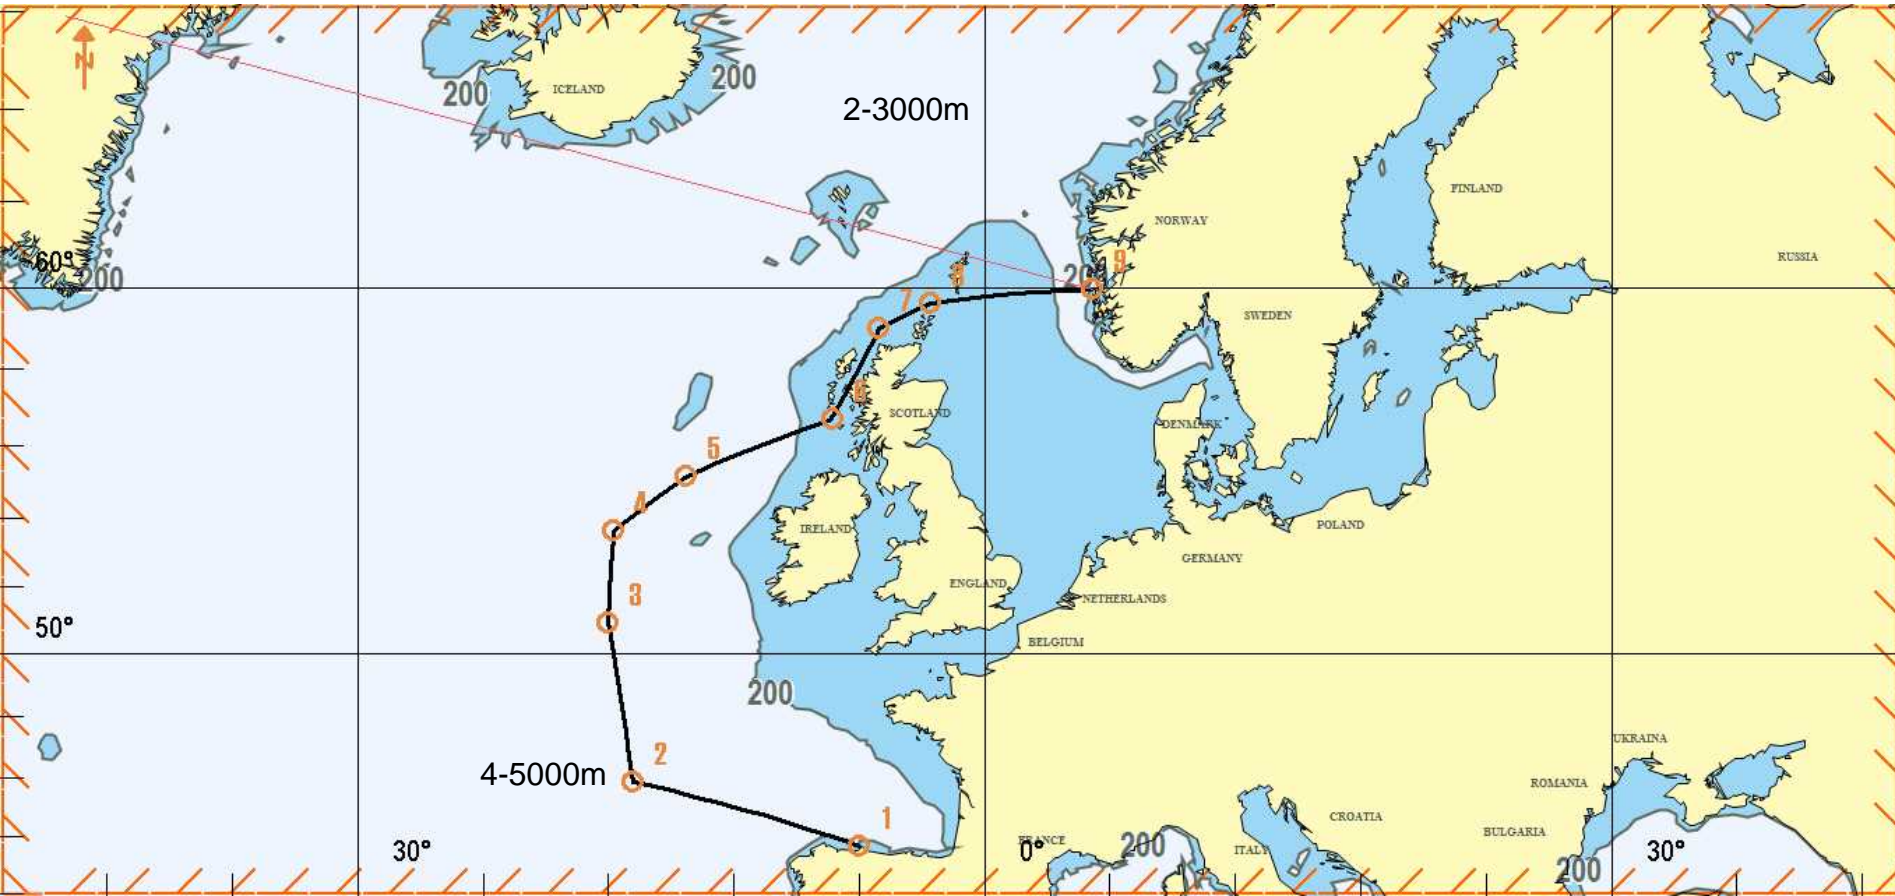 N
200
ICELAND
200
2-3000m
FINLAND
NORWAY
RUSSIA
60°
200
200
9
8
7
SWEDEN
6
SCOTLAND
DENMARK
5
4
IRELAND
POLAND
GERMANY
ENGLAND
3
NETHERLANDS
50°
BELGIUM
200
UKRAINA
2
4-5000m
ROMANIA
1
CROATIA
BULGARIA
30°
FRANCE
0°
200
ITALY
30°
200